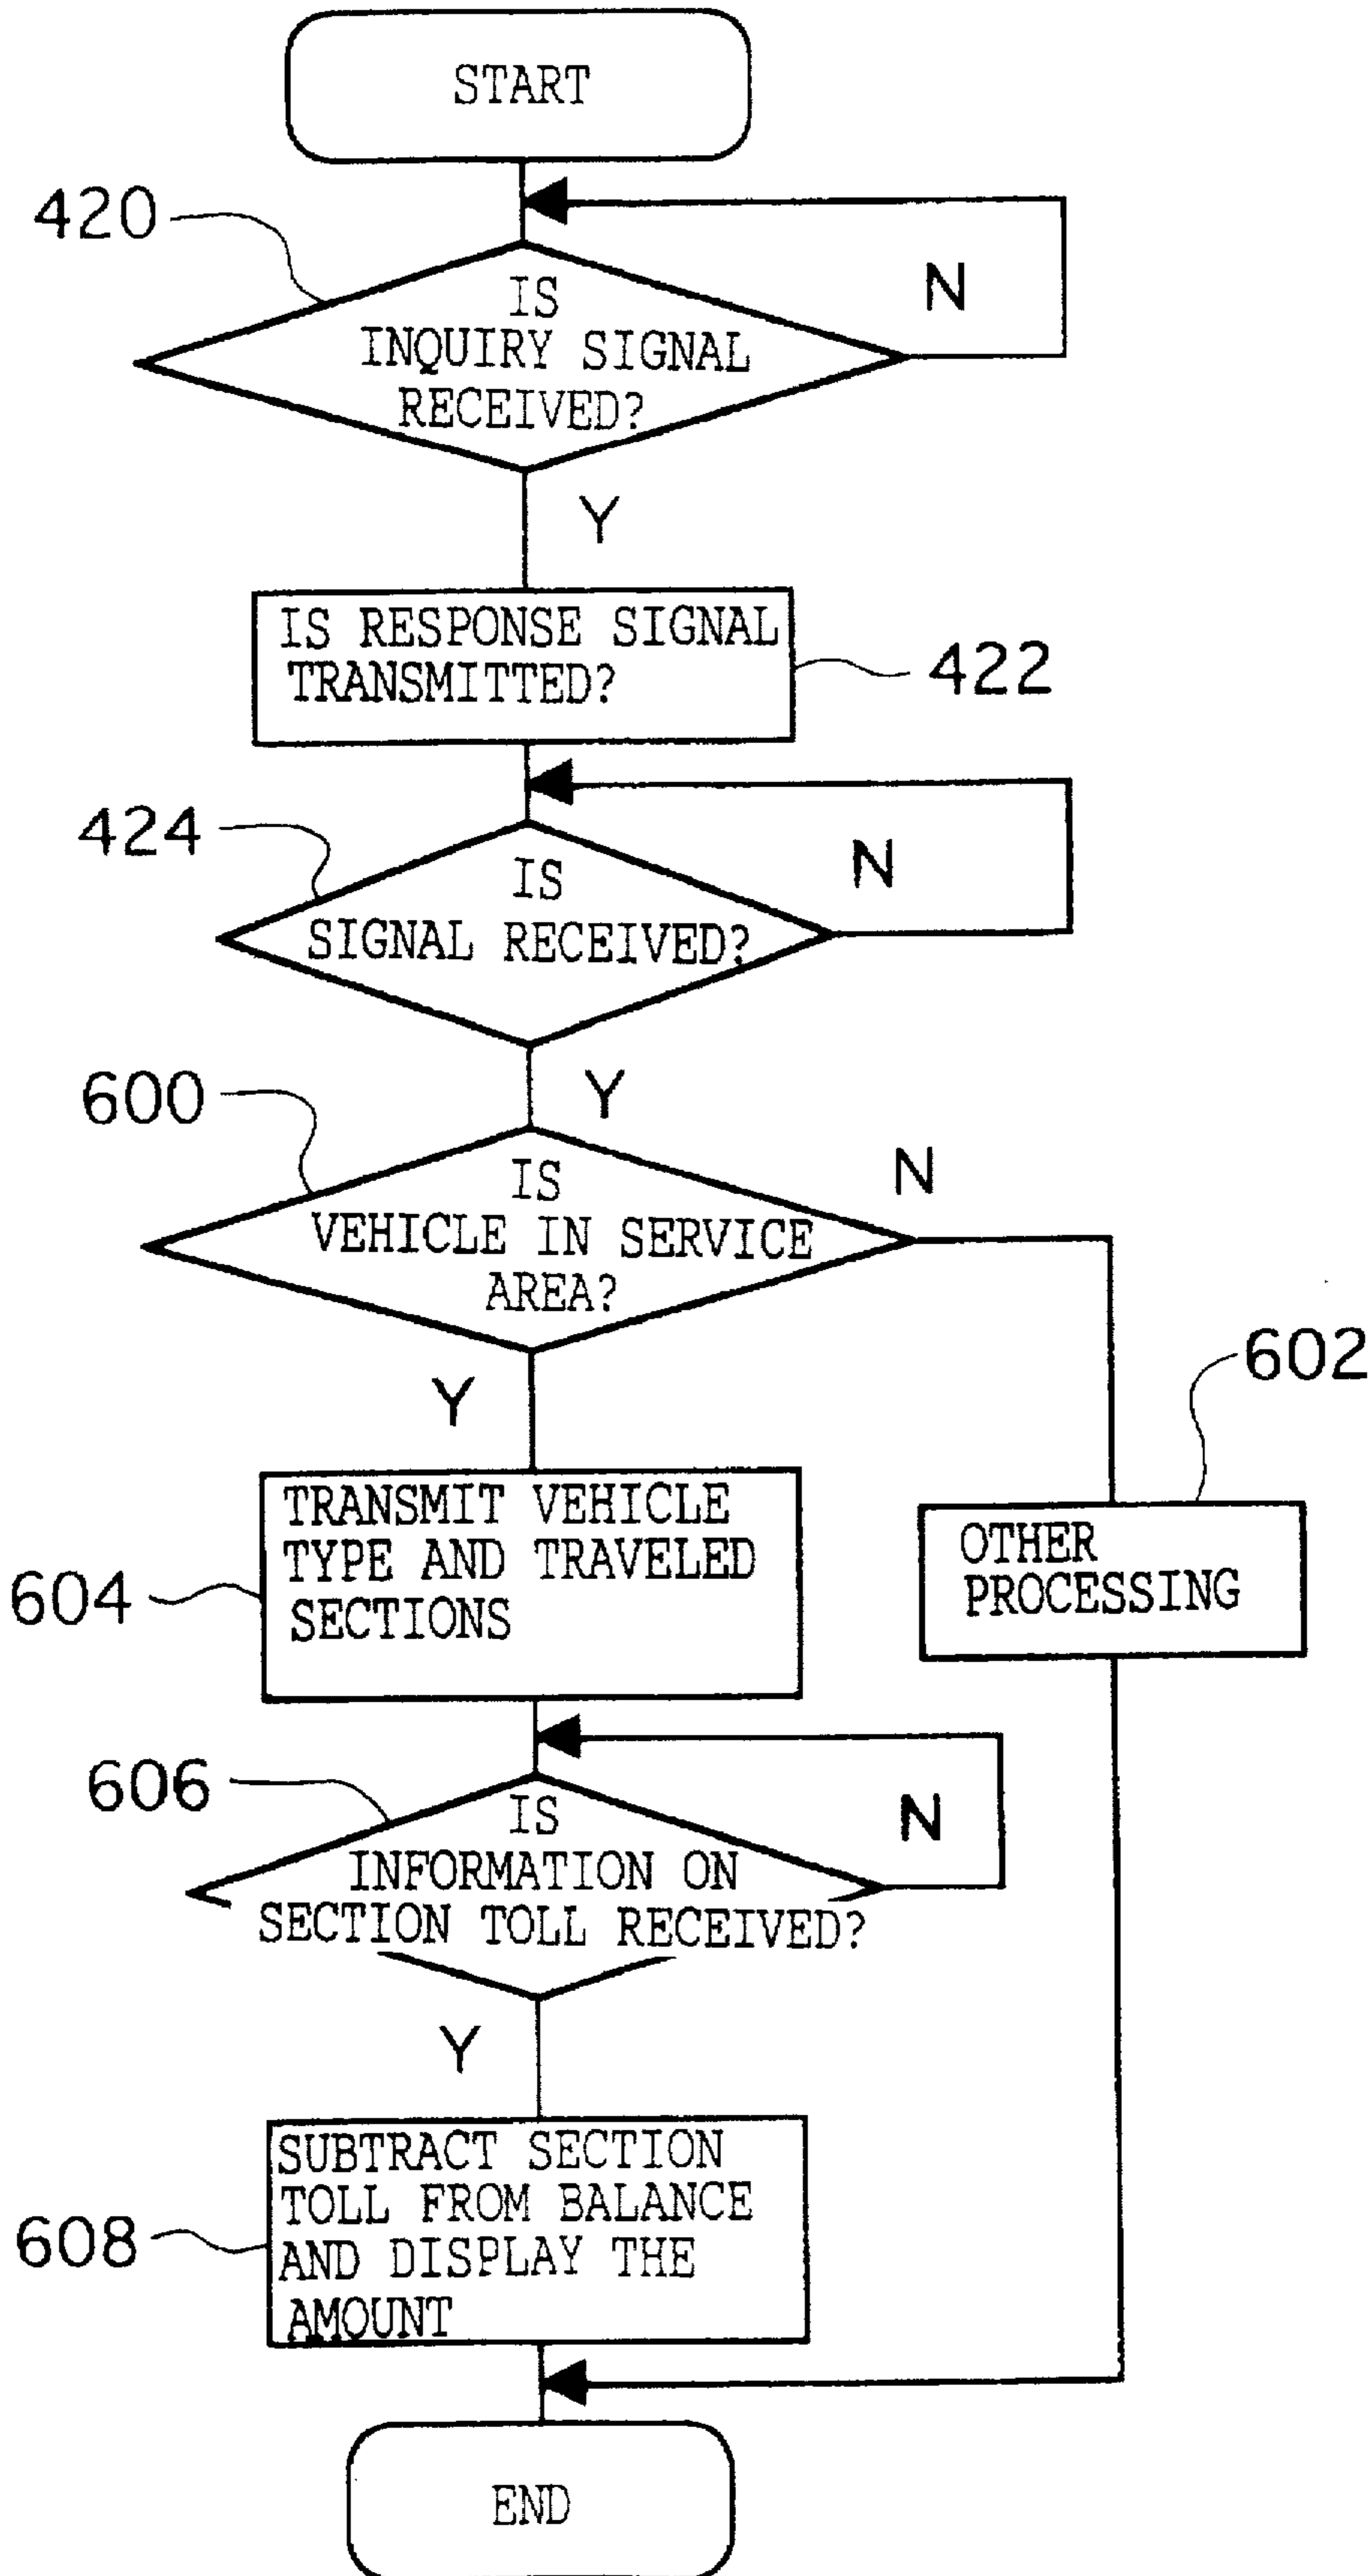 START
420
IS
INQUIRY SIGNAL
RECEIVED?
N
Y
IS RESPONSE SIGNAL
TRANSMITTED?
422
424
IS
SIGNAL RECEIVED?
N
Y
600
IS
VEHICLE IN SERVICE
AREA?
N
Y
602
OTHER
PROCESSING
604
TRANSMIT VEHICLE
TYPE AND TRAVELED
SECTIONS
606
IS
INFORMATION ON
SECTION TOLL RECEIVED?
N
Y
608
SUBTRACT SECTION
TOLL FROM BALANCE
AND DISPLAY THE
AMOUNT
END